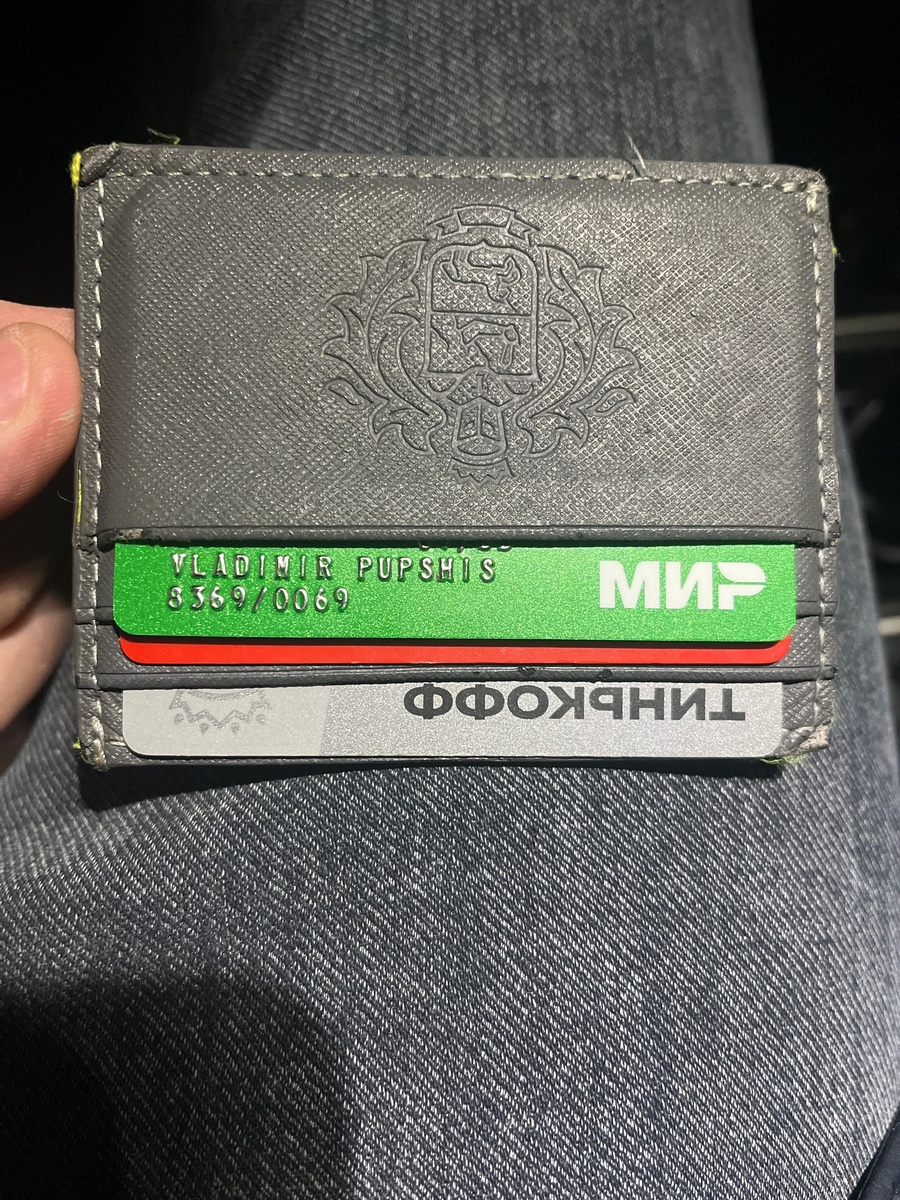 VLADIMIR PUPSHIS
8369/0069
МИР
ТИНЬКОФФ